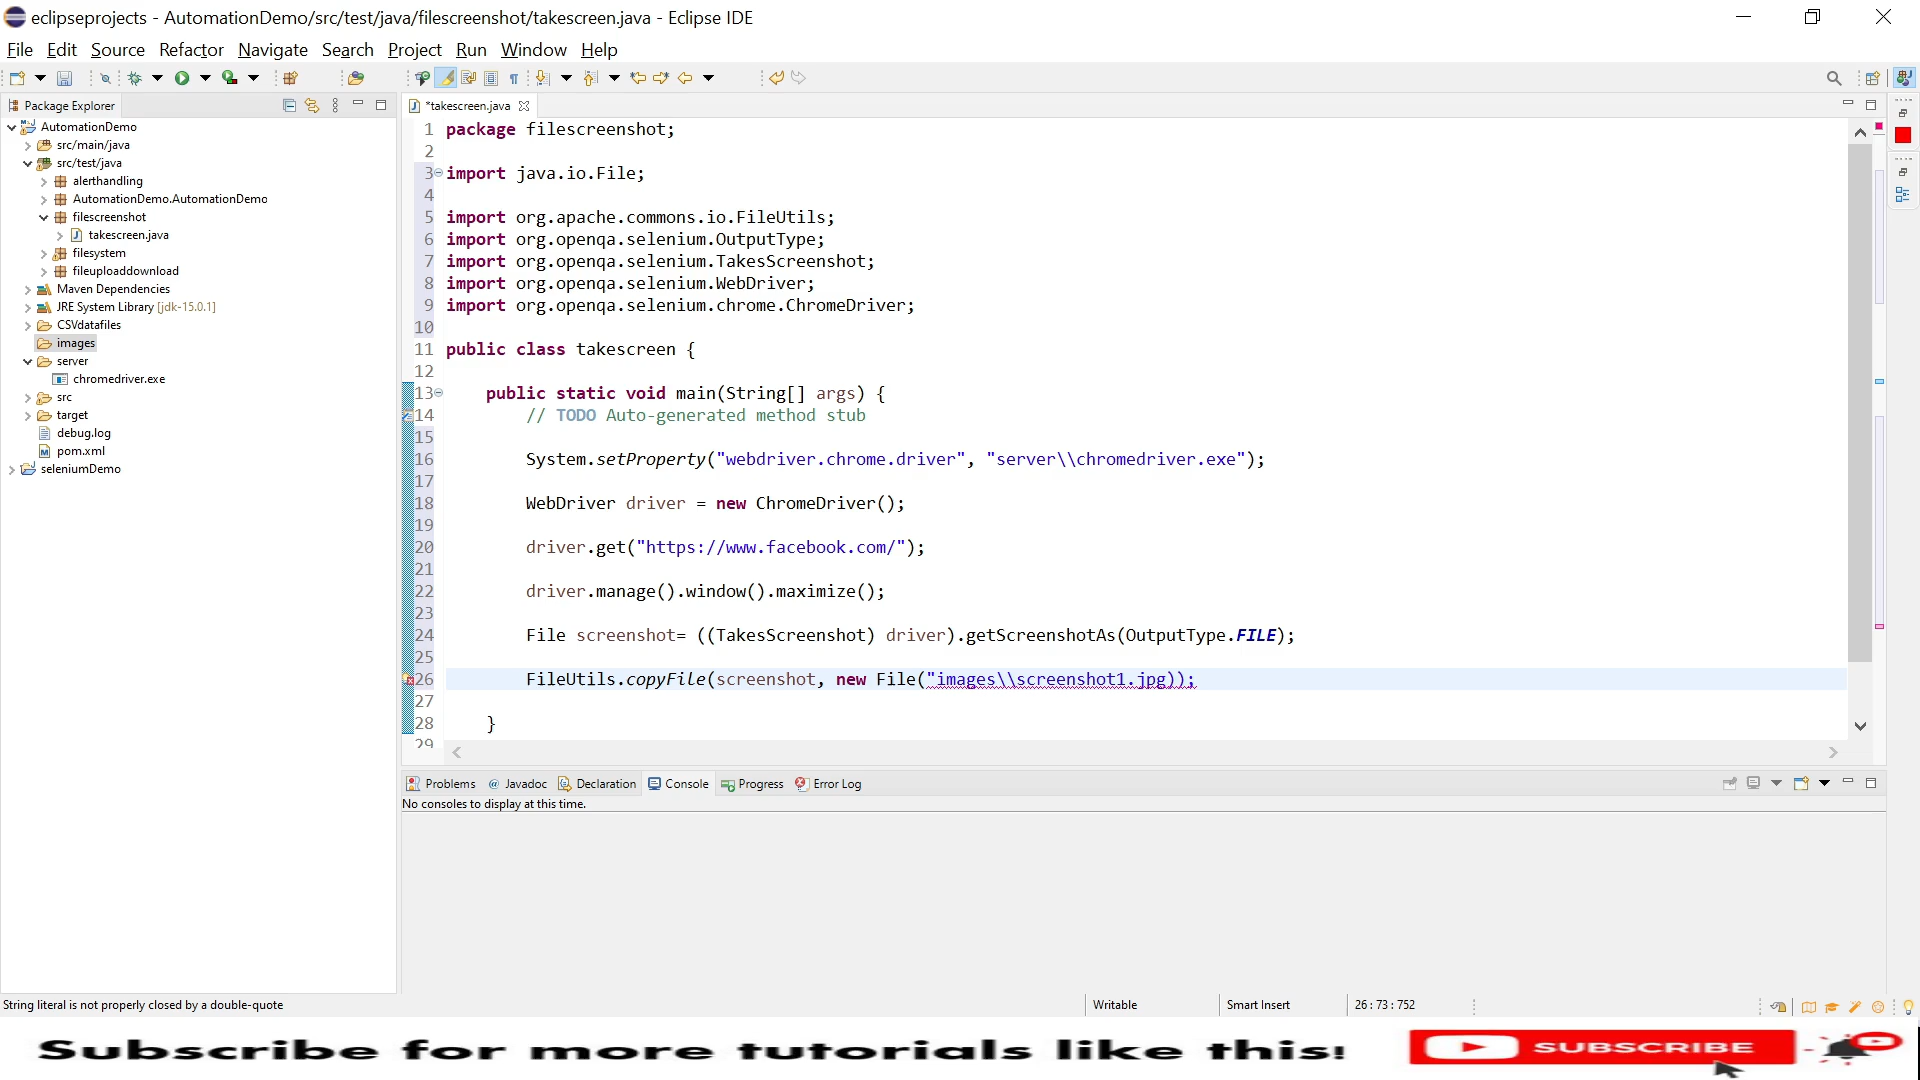 eclipseprojects - AutomationDemo/src/test/java/filescreenshot/takescreen.java - Eclipse IDE
File Edit Source Refactor Navigate Search Project Run Window Help
Package Explorer
AutomationDemo
src/main/java
src/test/java
alerthandling
AutomationDemo.AutomationDemo
filescreenshot
takescreen.java
filesystem
fileuploaddownload
Maven Dependencies
JRE System Library [jdk-15.0.1]
CSVdatafiles
images
server
chromedriver.exe
src
target
debug.log
pom.xml
seleniumDemo
*takescreen.java
1 package filescreenshot;
2
3 import java.io.File;
4
5 import org.apache.commons.io.FileUtils;
6 import org.openqa.selenium.OutputType;
7 import org.openqa.selenium.TakesScreenshot;
8 import org.openqa.selenium.WebDriver;
9 import org.openqa.selenium.chrome.ChromeDriver;
10
11 public class takescreen {
12
13 public static void main(String[] args) {
14 // TODO Auto-generated method stub
15
16 System.setProperty("webdriver.chrome.driver", "server\\chromedriver.exe");
17
18 WebDriver driver = new ChromeDriver();
19
20 driver.get("https://www.facebook.com/");
21
22 driver.manage().window().maximize();
23
24 File screenshot= ((TakesScreenshot) driver).getScreenshotAs(OutputType.FILE);
25
26 FileUtils.copyFile(screenshot, new File("images\\screenshot1.jpg));
27
28 }
29
Problems Javadoc Declaration Console Progress Error Log
No consoles to display at this time.
String literal is not properly closed by a double-quote Writable Smart Insert 26 : 73 : 752
Subscribe for more tutorials like this! SUBSCRIBE